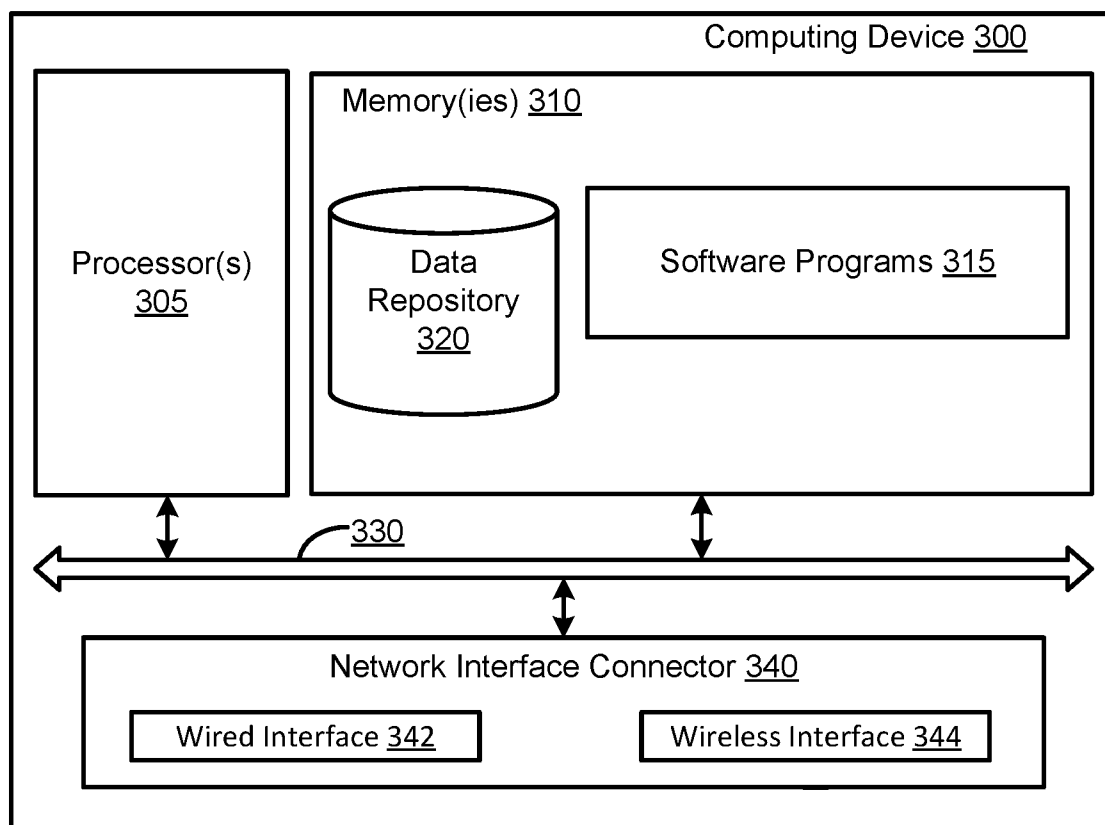 Computing Device 300
Memory(ies) 310
Processor(s)
305
Data
Repository
320
Software Programs 315
330
Network Interface Connector 340
Wired Interface 342
Wireless Interface 344